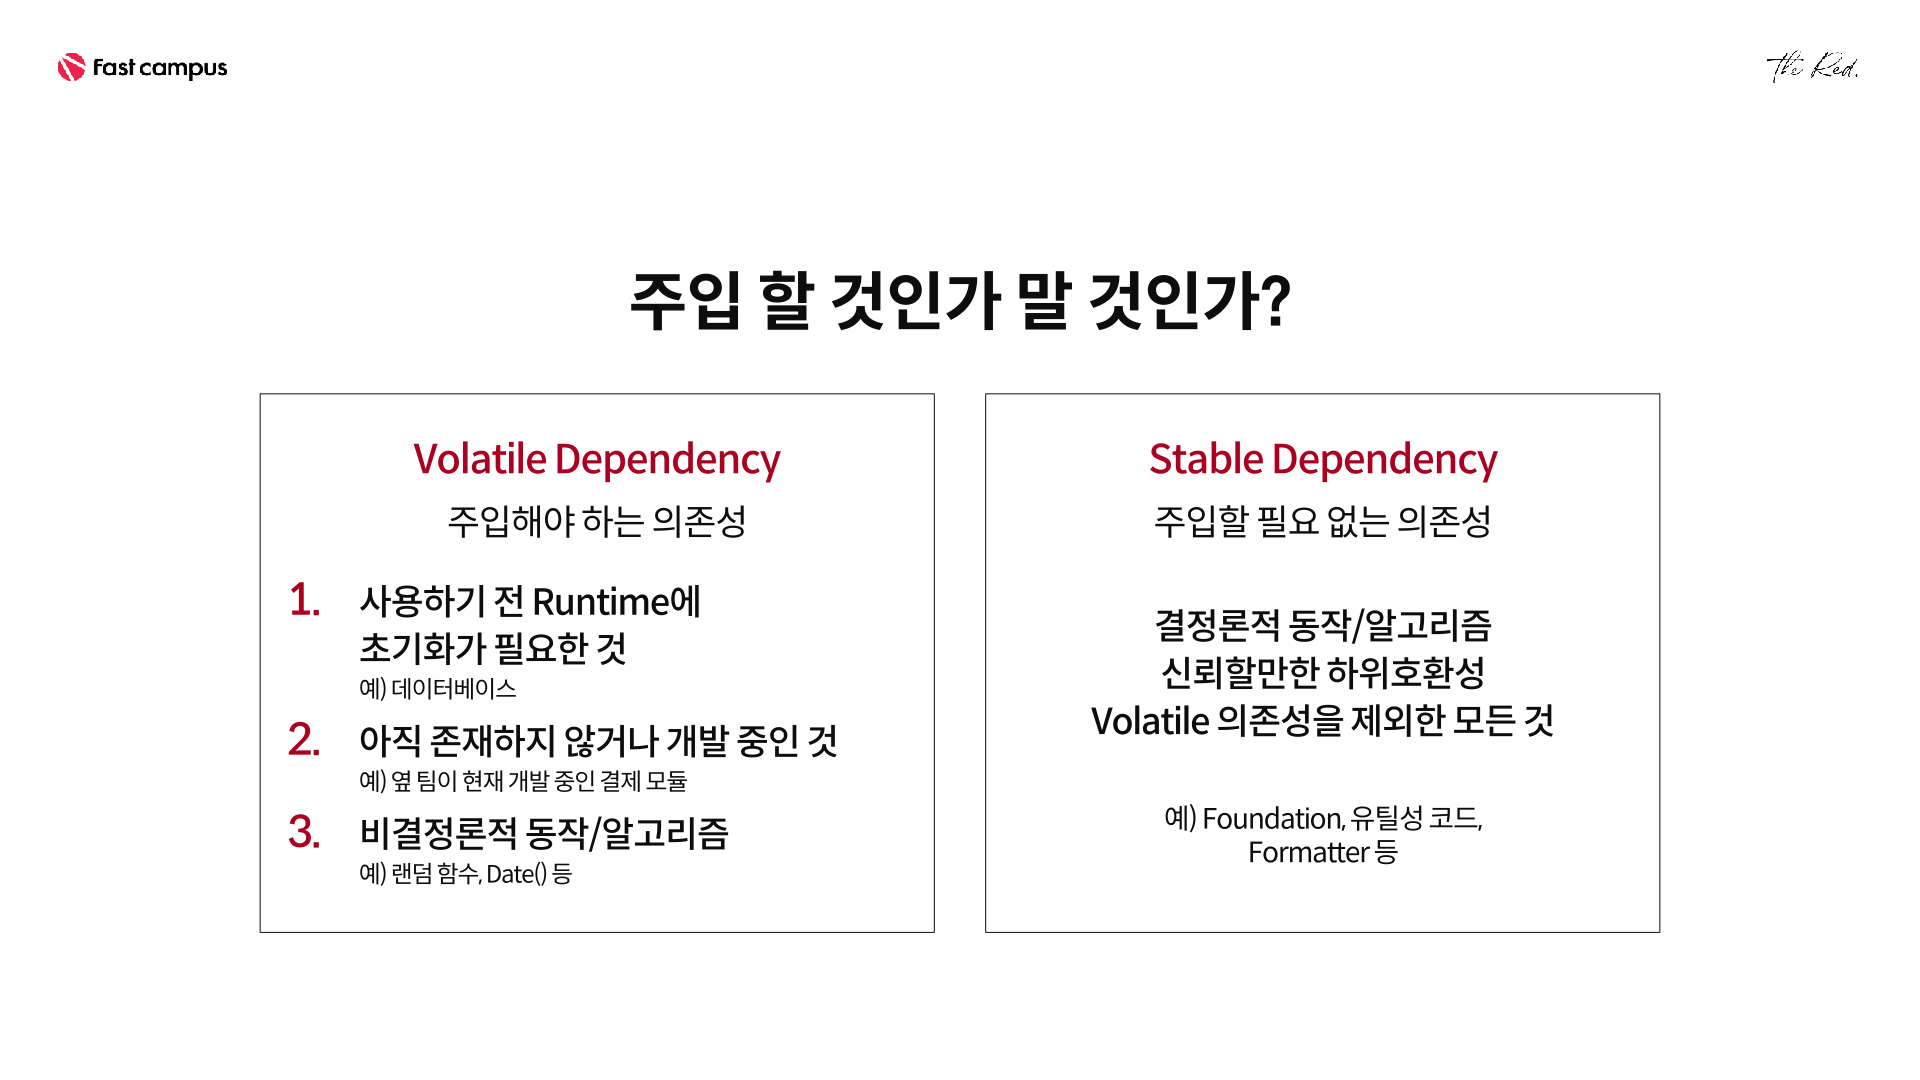 Fast campus
The Red.
주입 할 것인가 말 것인가?
Volatile Dependency
주입해야 하는 의존성
1. 사용하기 전 Runtime에
초기화가 필요한 것
예) 데이터베이스
2. 아직 존재하지 않거나 개발 중인 것
예) 옆 팀이 현재 개발 중인 결제 모듈
3. 비결정론적 동작/알고리즘
예) 랜덤 함수, Date() 등
Stable Dependency
주입할 필요 없는 의존성
결정론적 동작/알고리즘
신뢰할만한 하위호환성
Volatile 의존성을 제외한 모든 것
예) Foundation, 유틸성 코드,
Formatter 등